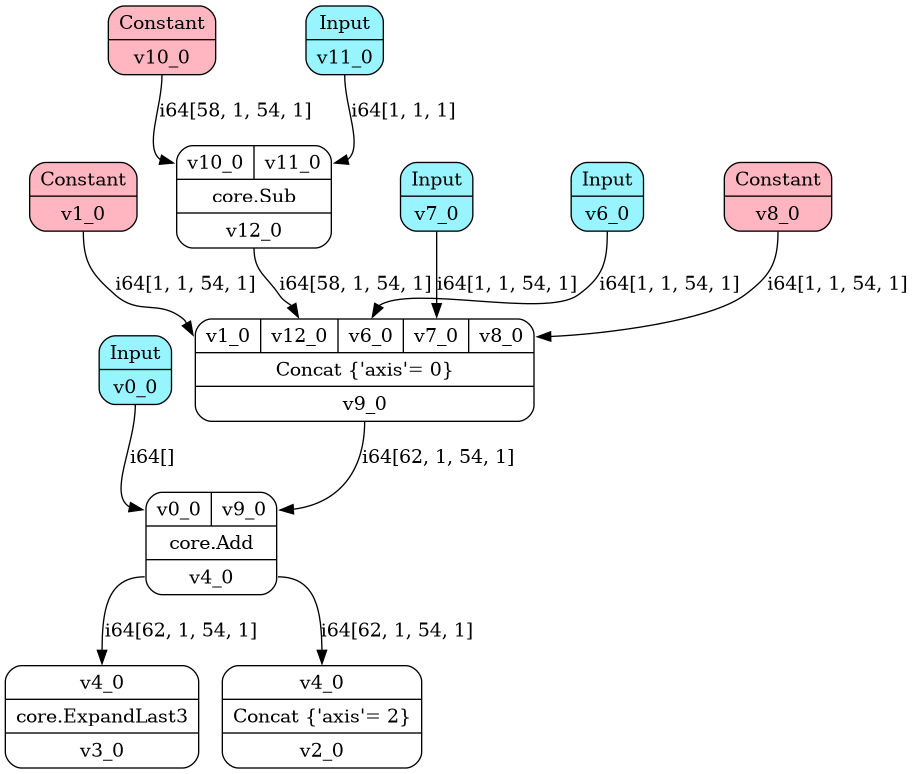 Constant
v10_0
Input
v11_0
i64[58, 1, 54, 1]
i64[1, 1, 1]
Constant
v1_0
v10_0 v11_0
core.Sub
v12_0
Input
v7_0
Input
v6_0
Constant
v8_0
i64[1, 1, 54, 1]
i64[58, 1, 54, 1]
i64[1, 1, 54, 1]
i64[1, 1, 54, 1]
i64[1, 1, 54, 1]
Input
v0_0
v1_0 v12_0 v6_0 v7_0 v8_0
Concat {'axis'= 0}
v9_0
i64[]
i64[62, 1, 54, 1]
v0_0 v9_0
core.Add
v4_0
i64[62, 1, 54, 1]
i64[62, 1, 54, 1]
v4_0
core.ExpandLast3
v3_0
v4_0
Concat {'axis'= 2}
v2_0